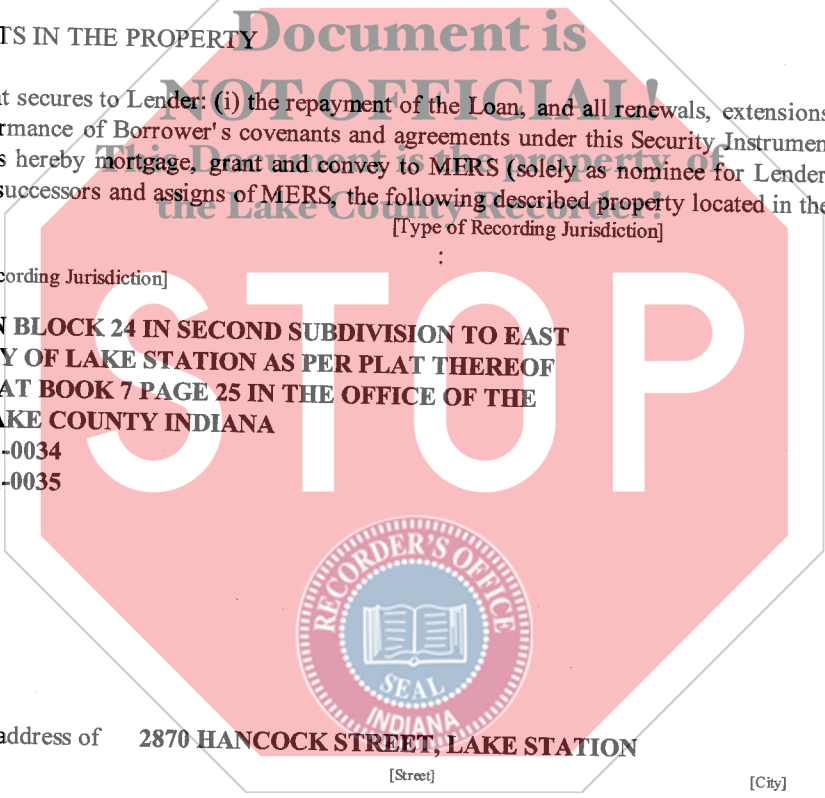 Document is
TS IN THE PROPERTY
NOT OFFICIAL!
t secures to Lender: (i) the repayment of the Loan, and all renewals, extensions
rmance of Borrower's covenants and agreements under this Security Instrumen
s hereby mortgage, grant and convey to MERS (solely as nominee for Lender
This Document is the property of
successors and assigns of MERS, the following described property located in the
the Lake County Recorder!
[Type of Recording Jurisdiction]
:
cording Jurisdiction]
STOP
N BLOCK 24 IN SECOND SUBDIVISION TO EAST
Y OF LAKE STATION AS PER PLAT THEREOF
AT BOOK 7 PAGE 25 IN THE OFFICE OF THE
AKE COUNTY INDIANA
-0034
-0035
RECORDER'S OFFICE
SEAL
INDIANA
address of 2870 HANCOCK STREET, LAKE STATION
[Street]
[City]